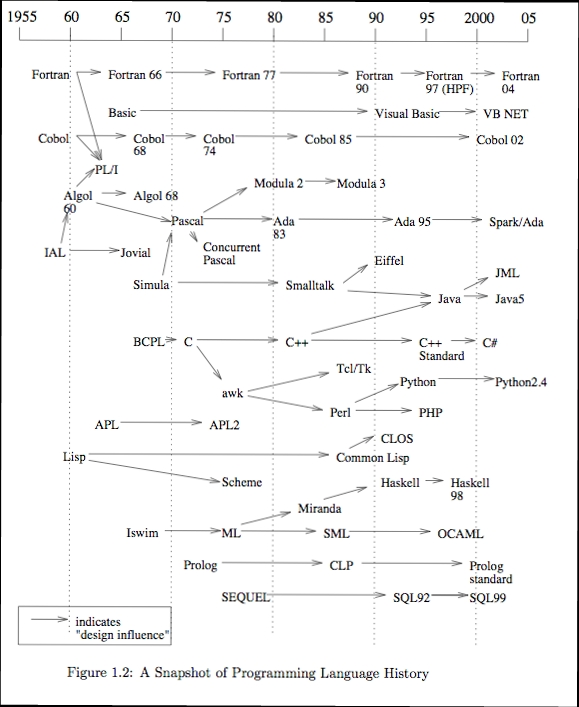 1955 60 65 70 75 80 85 90 95 2000 05
Fortran Fortran 66 Fortran 77 Fortran Fortran Fortran
90 97 (HPF) 04
Basic Visual Basic VB NET
Cobol Cobol Cobol Cobol 85 Cobol 02
68 74
PL/I
Modula 2 Modula 3
Algol Algol 68
60
Pascal Ada Ada 95 Spark/Ada
83
IAL Jovial Concurrent
Pascal
Eiffel
JML
Simula Smalltalk
Java Java5
BCPL C C++ C++ C#
Standard
Tcl/Tk
awk Python Python2.4
Perl PHP
APL APL2
CLOS
Lisp Common Lisp
Scheme Haskell Haskell
98
Miranda
Iswim ML SML OCAML
Prolog CLP Prolog
standard
SEQUEL SQL92 SQL99
indicates
"design influence"
Figure 1.2: A Snapshot of Programming Language History